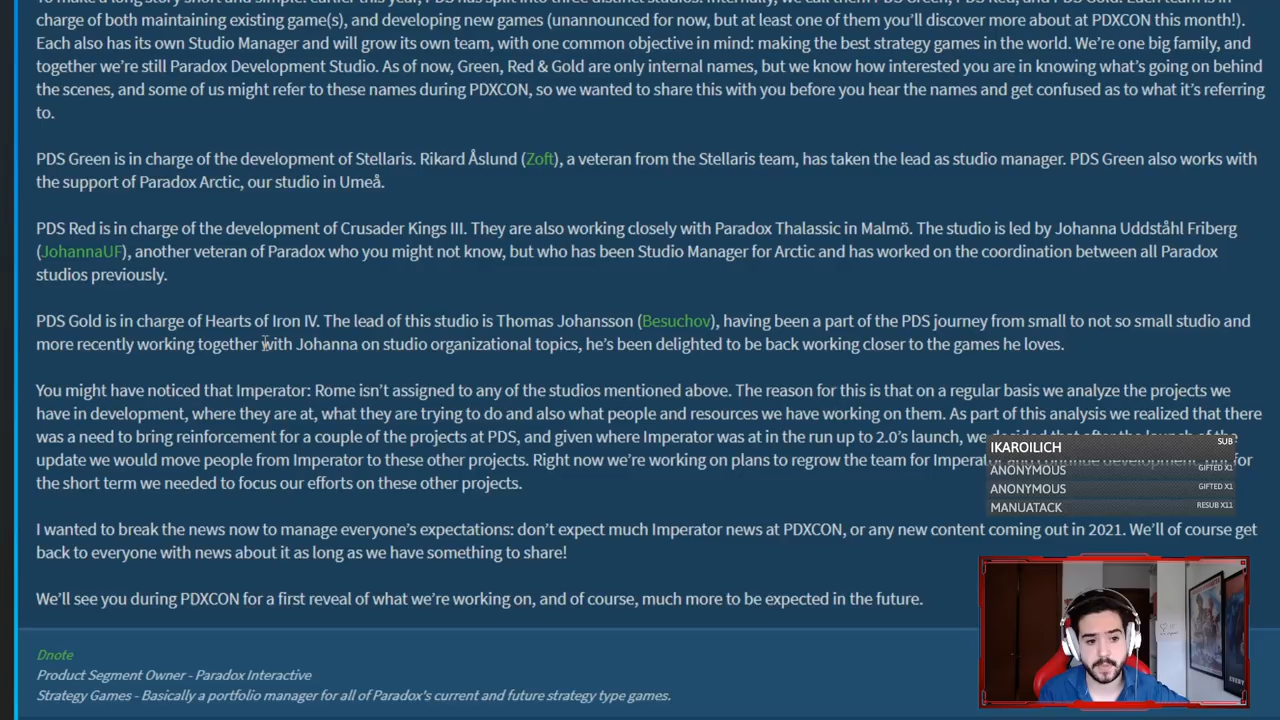 To make a long story short and simple: earlier this year, PDS has split into three distinct studios. Internally, we call them PDS Green, PDS Red, and PDS Gold. Each team is in
charge of both maintaining existing game(s), and developing new games (unannounced for now, but at least one of them you’ll discover more about at PDXCON this month!).
Each also has its own Studio Manager and will grow its own team, with one common objective in mind: making the best strategy games in the world. We’re one big family, and
together we’re still Paradox Development Studio. As of now, Green, Red & Gold are only internal names, but we know how interested you are in knowing what’s going on behind
the scenes, and some of us might refer to these names during PDXCON, so we wanted to share this with you before you hear the names and get confused as to what it’s referring
to.
PDS Green is in charge of the development of Stellaris. Rikard Åslund (Zoft), a veteran from the Stellaris team, has taken the lead as studio manager. PDS Green also works with
the support of Paradox Arctic, our studio in Umeå.
PDS Red is in charge of the development of Crusader Kings III. They are also working closely with Paradox Thalassic in Malmö. The studio is led by Johanna Uddståhl Friberg
(JohannaUF), another veteran of Paradox who you might not know, but who has been Studio Manager for Arctic and has worked on the coordination between all Paradox
studios previously.
PDS Gold is in charge of Hearts of Iron IV. The lead of this studio is Thomas Johansson (Besuchov), having been a part of the PDS journey from small to not so small studio and
more recently working together with Johanna on studio organizational topics, he’s been delighted to be back working closer to the games he loves.
You might have noticed that Imperator: Rome isn’t assigned to any of the studios mentioned above. The reason for this is that on a regular basis we analyze the projects we
have in development, where they are at, what they are trying to do and also what people and resources we have working on them. As part of this analysis we realized that there
was a need to bring reinforcement for a couple of the projects at PDS, and given where Imperator was at in the run up to 2.0’s launch, we decided that after the launch of the
update we would move people from Imperator to these other projects. Right now we’re working on plans to regrow the team for Imperator and continue development, but for
the short term we needed to focus our efforts on these other projects.
IKAROILICH SUB
ANONYMOUS GIFTED X1
ANONYMOUS GIFTED X1
MANUATACK RESUB X11
I wanted to break the news now to manage everyone’s expectations: don’t expect much Imperator news at PDXCON, or any new content coming out in 2021. We’ll of course get
back to everyone with news about it as long as we have something to share!
We’ll see you during PDXCON for a first reveal of what we’re working on, and of course, much more to be expected in the future.
Dnote
Product Segment Owner - Paradox Interactive
Strategy Games - Basically a portfolio manager for all of Paradox's current and future strategy type games.